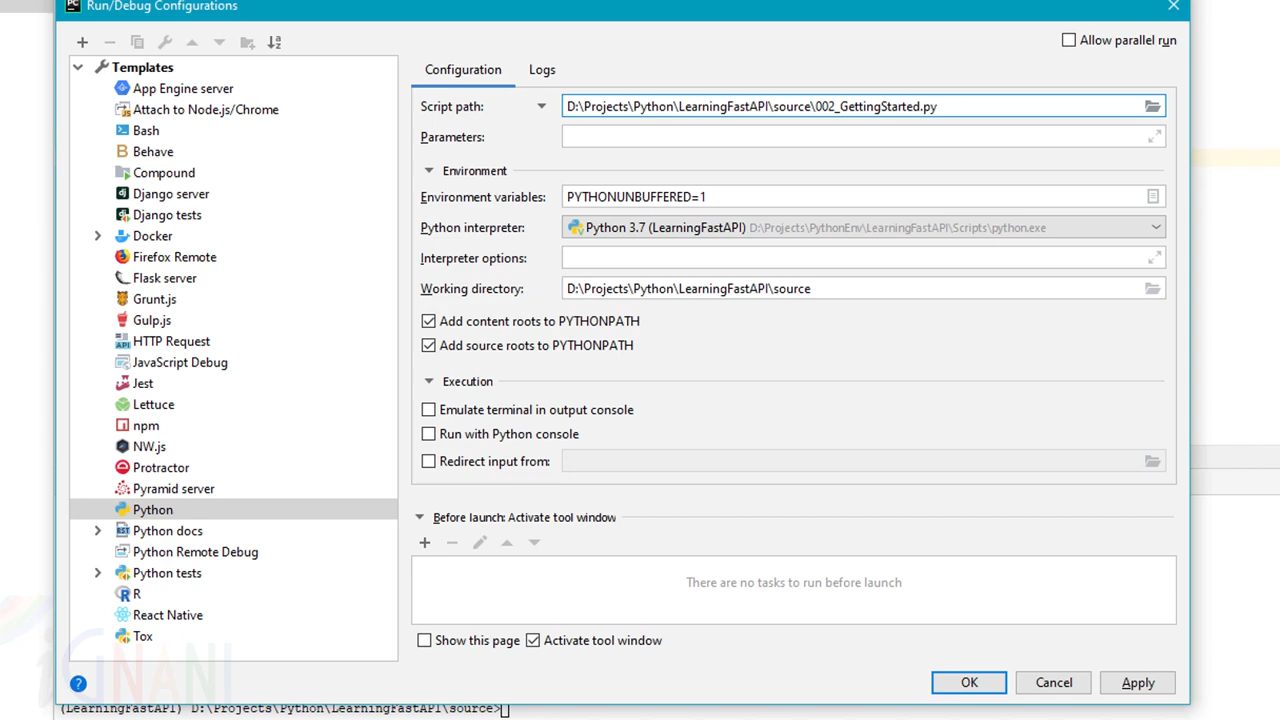 Run/Debug Configurations
Allow parallel run
Templates
App Engine server
Attach to Node.js/Chrome
Bash
Behave
Compound
Django server
Django tests
Docker
Firefox Remote
Flask server
Grunt.js
Gulp.js
HTTP Request
JavaScript Debug
Jest
Lettuce
npm
NW.js
Protractor
Pyramid server
Python
Python docs
Python Remote Debug
Python tests
R
React Native
Tox
Configuration Logs
Script path: D:\Projects\Python\LearningFastAPI\source\002_GettingStarted.py
Parameters:
Environment
Environment variables: PYTHONUNBUFFERED=1
Python interpreter: Python 3.7 (LearningFastAPI) D:\Projects\PythonEnv\LearningFastAPI\Scripts\python.exe
Interpreter options:
Working directory: D:\Projects\Python\LearningFastAPI\source
Add content roots to PYTHONPATH
Add source roots to PYTHONPATH
Execution
Emulate terminal in output console
Run with Python console
Redirect input from:
Before launch: Activate tool window
There are no tasks to run before launch
Show this page Activate tool window
OK Cancel Apply
iGNANI
(LearningFastAPI) D:\Projects\Python\LearningFastAPI\source>